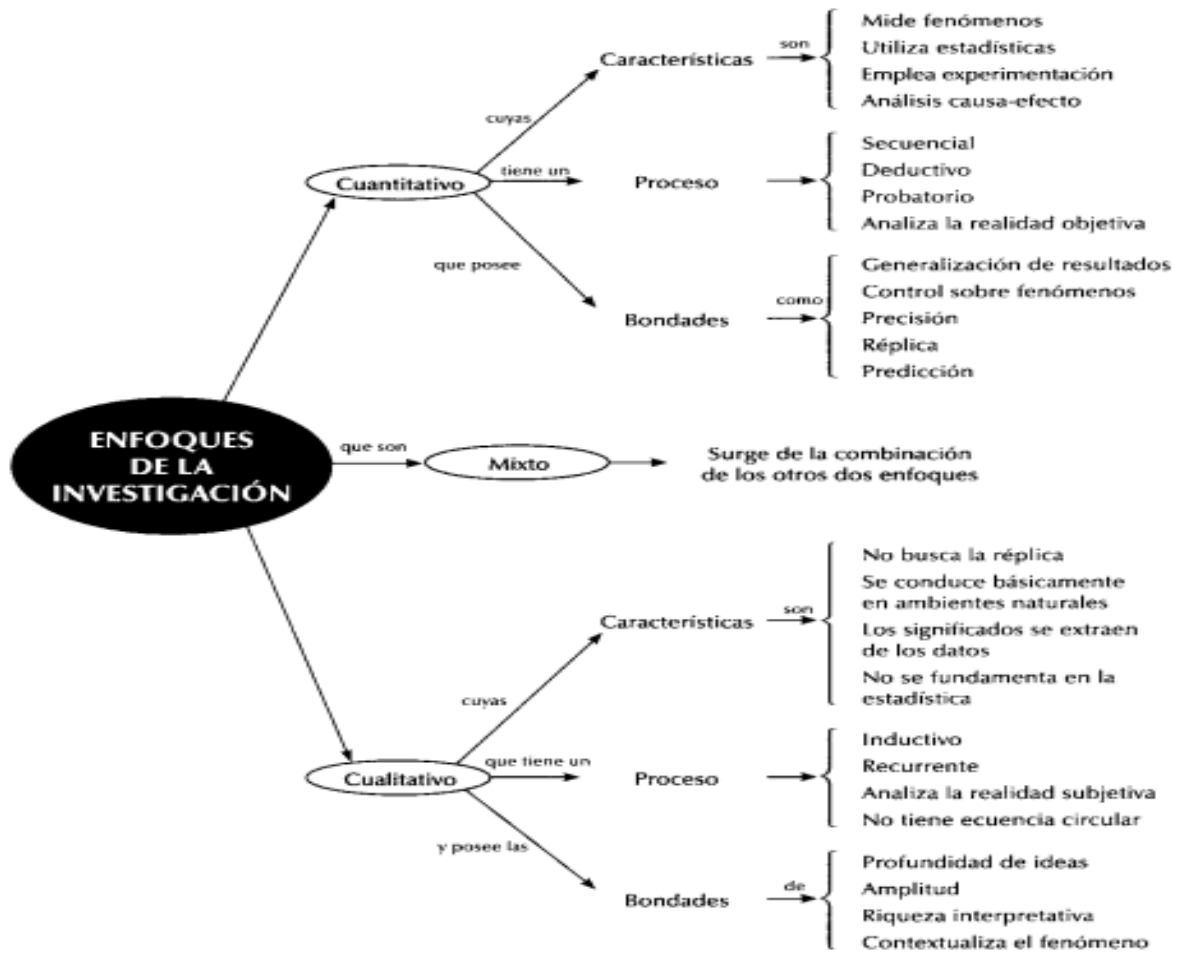 Mide fenómenos
son
Características
Utiliza estadísticas
Emplea experimentación
Análisis causa-efecto
cuyas
Secuencial
tiene un
Cuantitativo
Proceso
Deductivo
Probatorio
Analiza la realidad objetiva
que posee
Generalización de resultados
como
Control sobre fenómenos
Bondades
Precisión
Réplica
Predicción
ENFOQUES
DE LA
INVESTIGACIÓN
que son
Mixto
Surge de la combinación
de los otros dos enfoques
No busca la réplica
Se conduce básicamente
en ambientes naturales
son
Características
Los significados se extraen
de los datos
No se fundamenta en la
estadística
cuyas
Inductivo
que tiene un
Cualitativo
Proceso
Recurrente
Analiza la realidad subjetiva
No tiene ecuencia circular
y posee las
Profundidad de ideas
de
Bondades
Amplitud
Riqueza interpretativa
Contextualiza el fenómeno